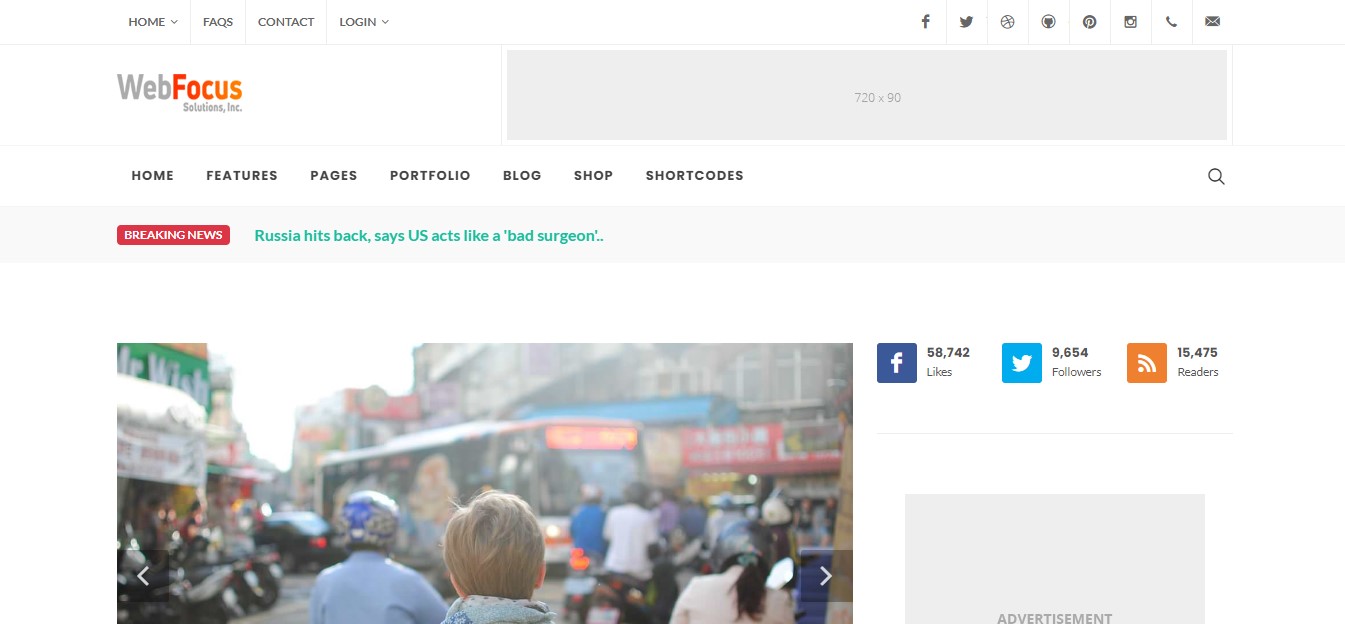 HOME FAQS CONTACT LOGIN
WebFocus
Solutions, Inc.
720 x 90
HOME FEATURES PAGES PORTFOLIO BLOG SHOP SHORTCODES
BREAKING NEWS Russia hits back, says US acts like a 'bad surgeon'..
58,742
Likes
9,654
Followers
15,475
Readers
ADVERTISEMENT